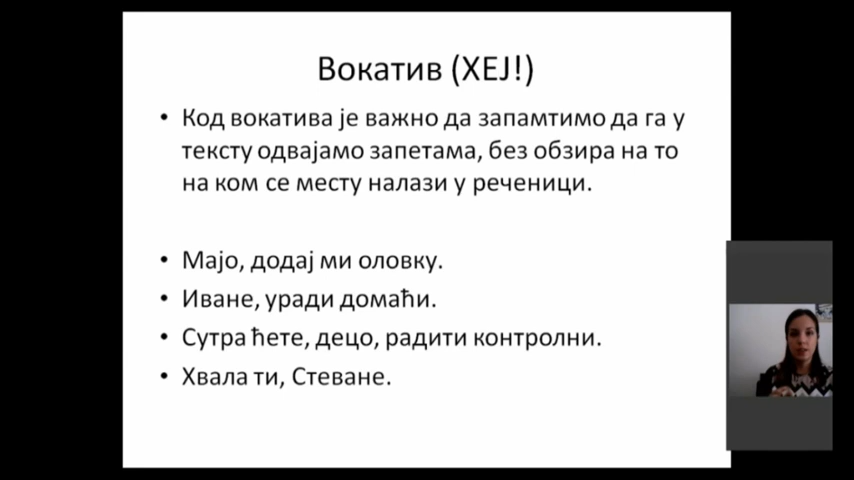 Вокатив (ХЕЈ!)
• Код вокатива је важно да запамтимо да га у
тексту одвајамо запетама, без обзира на то
на ком се месту налази у реченици.
• Мајо, додај ми оловку.
• Иване, уради домаћи.
• Сутра ћете, децо, радити контролни.
• Хвала ти, Стеване.